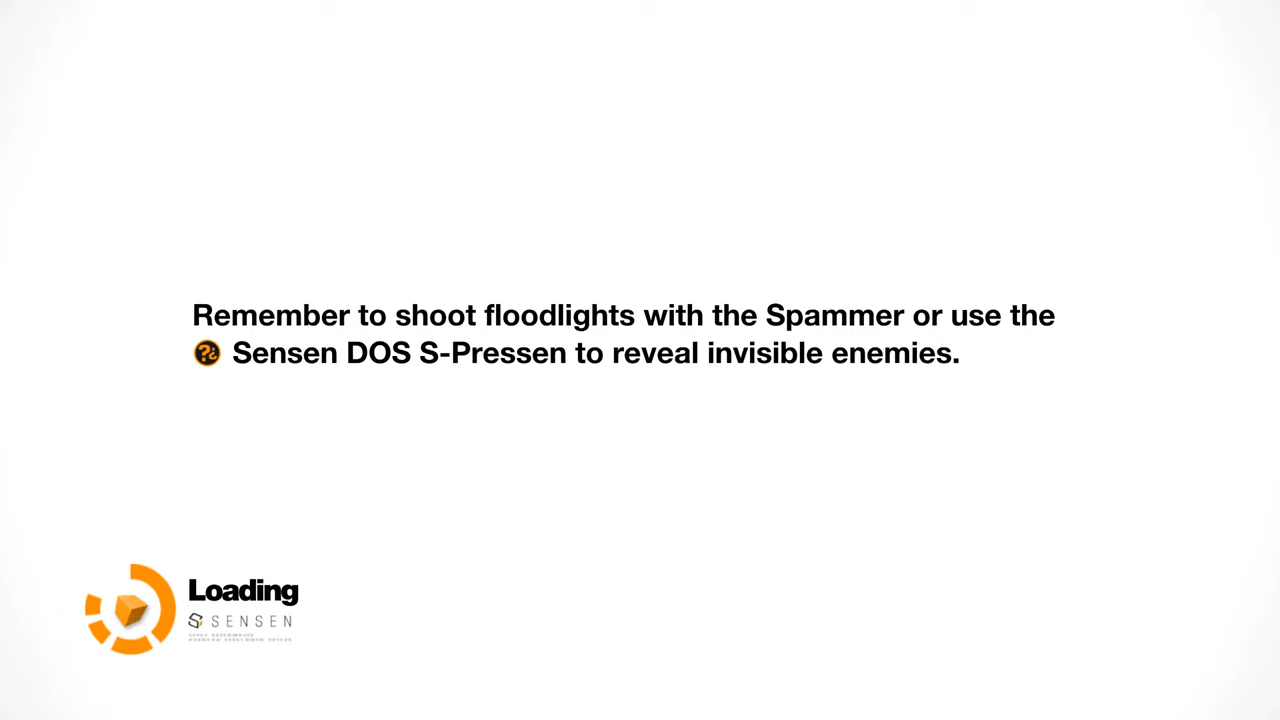 Remember to shoot floodlights with the Spammer or use the
Sensen DOS S-Pressen to reveal invisible enemies.
Loading
SENSEN